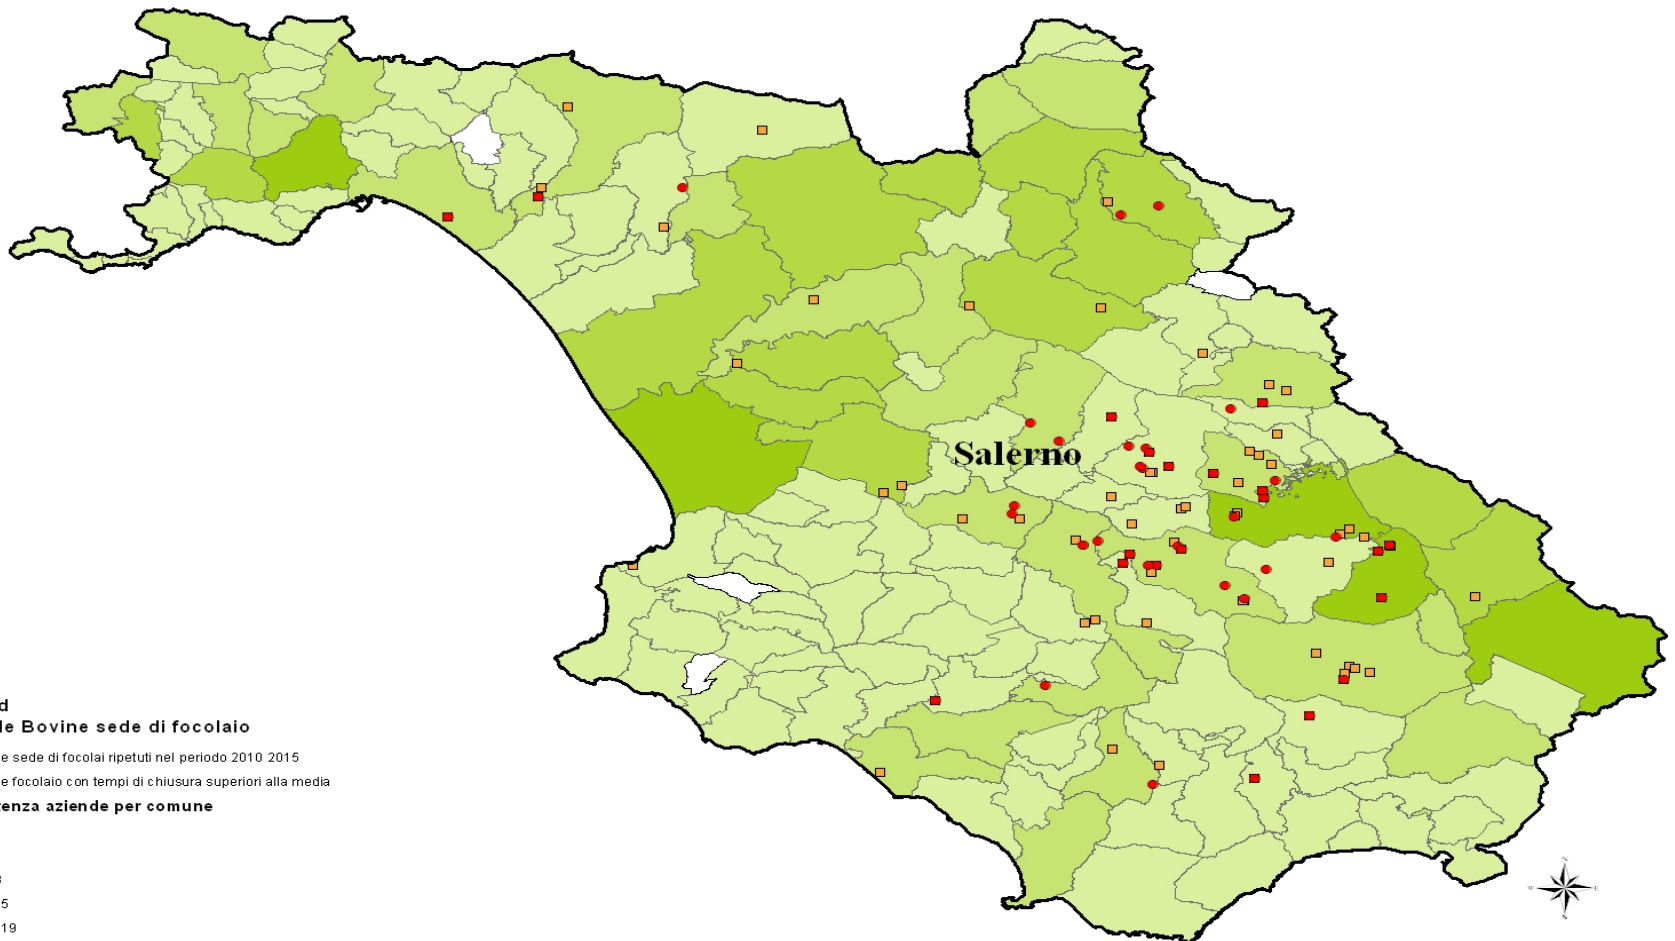 Salerno
d
le Bovine sede di focolaio
e sede di focolai ripetuti nel periodo 2010 2015
e focolaio con tempi di chiusura superiori alla media
tenza aziende per comune
5
19
N
W E
S